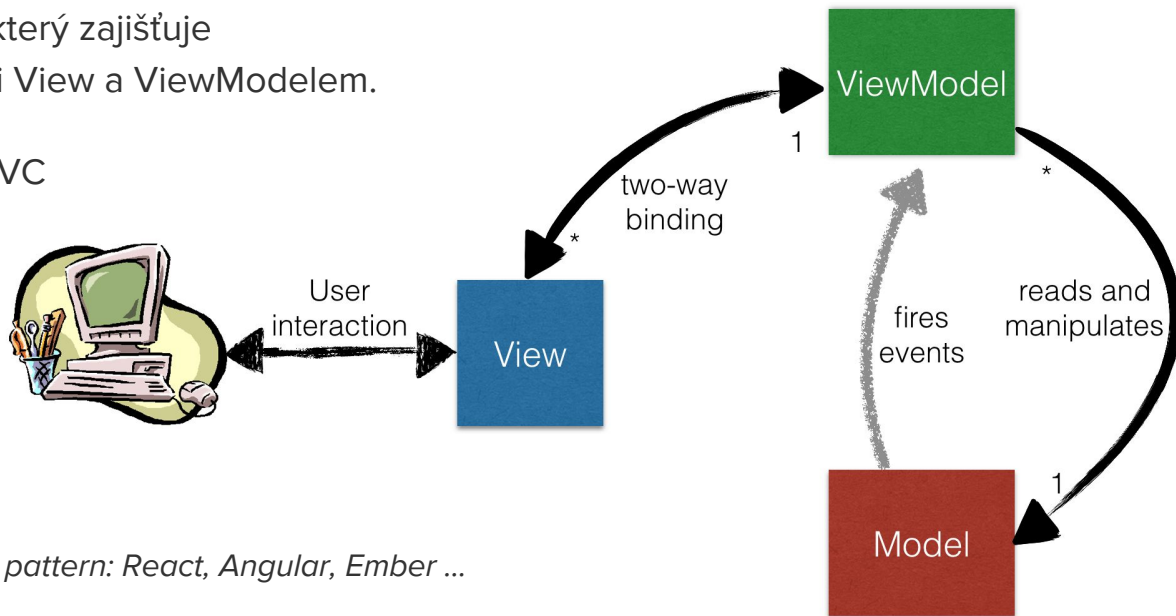 který zajišťuje
i View a ViewModelem.
VC
ViewModel
1
*
two-way
binding
*
User
interaction
View
fires
events
reads and
manipulates
1
Model
pattern: React, Angular, Ember ...